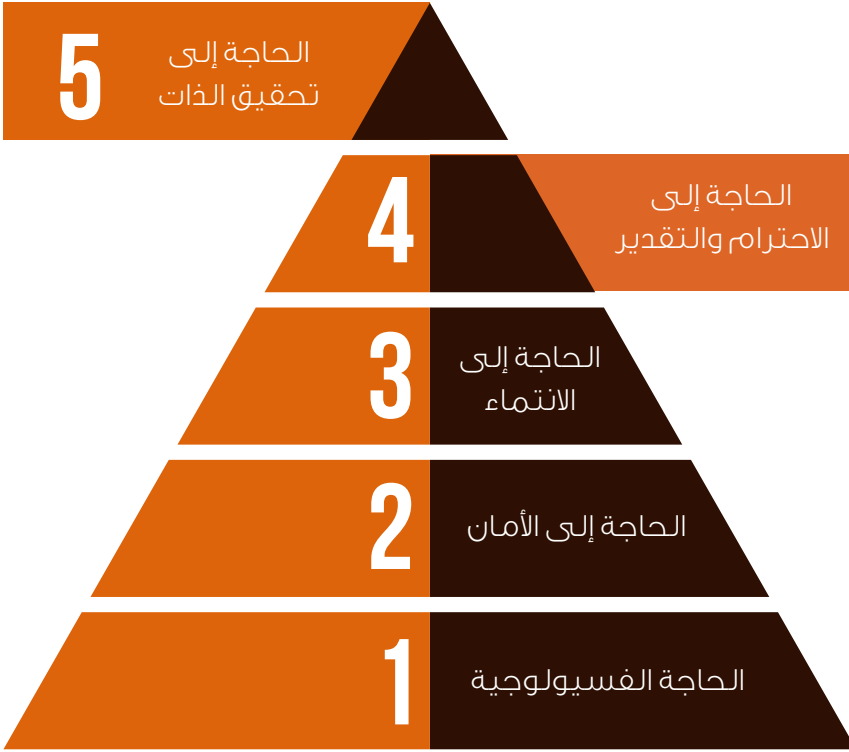 5
الحاجة إلى
تحقيق الذات
4
الحاجة إلى
الاحترام والتقدير
3
الحاجة إلى
الانتماء
2
الحاجة إلى الأمان
1
الحاجة الفسيولوجية